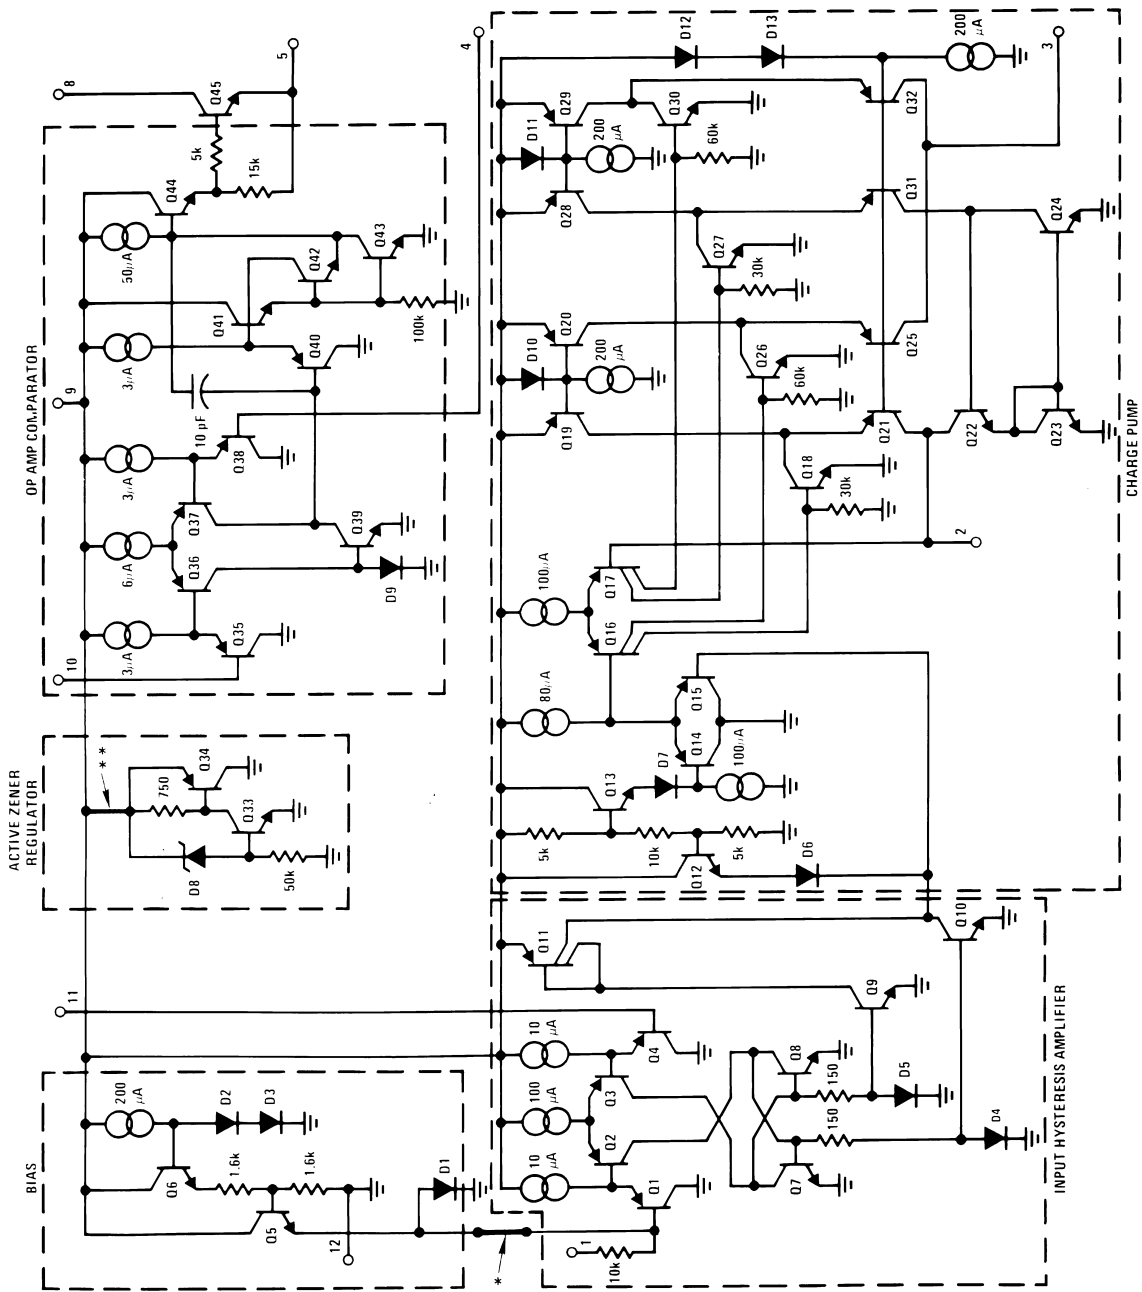 8
5
4
Q45
5k
15k
Q44
50μA
Q43
Q42
Q41
100k
3μA
Q40
10 μF
9
OP AMP COMPARATOR
3μA
Q38
Q37
6μA
Q36
Q39
D9
3μA
Q35
10
D12
D13
200
μA
3
Q29
D11
200
μA
Q30
60k
Q32
Q28
Q31
Q27
30k
Q24
Q20
D10
200
μA
Q26
60k
Q25
Q19
Q21
Q22
Q23
Q18
30k
CHARGE PUMP
2
100μA
Q17
Q16
80μA
Q15
Q14
D7
100μA
Q13
5k
10k
5k
Q12
D6
ACTIVE ZENER
REGULATOR
**
750
Q34
Q33
D8
50k
11
Q11
Q10
Q9
10
μA
Q4
100
μA
Q3
Q2
10
μA
Q1
Q8
150
D5
150
D4
Q7
INPUT HYSTERESIS AMPLIFIER
BIAS
200
μA
D2
D3
Q6
1.6k
1.6k
D1
Q5
12
*
1
10k